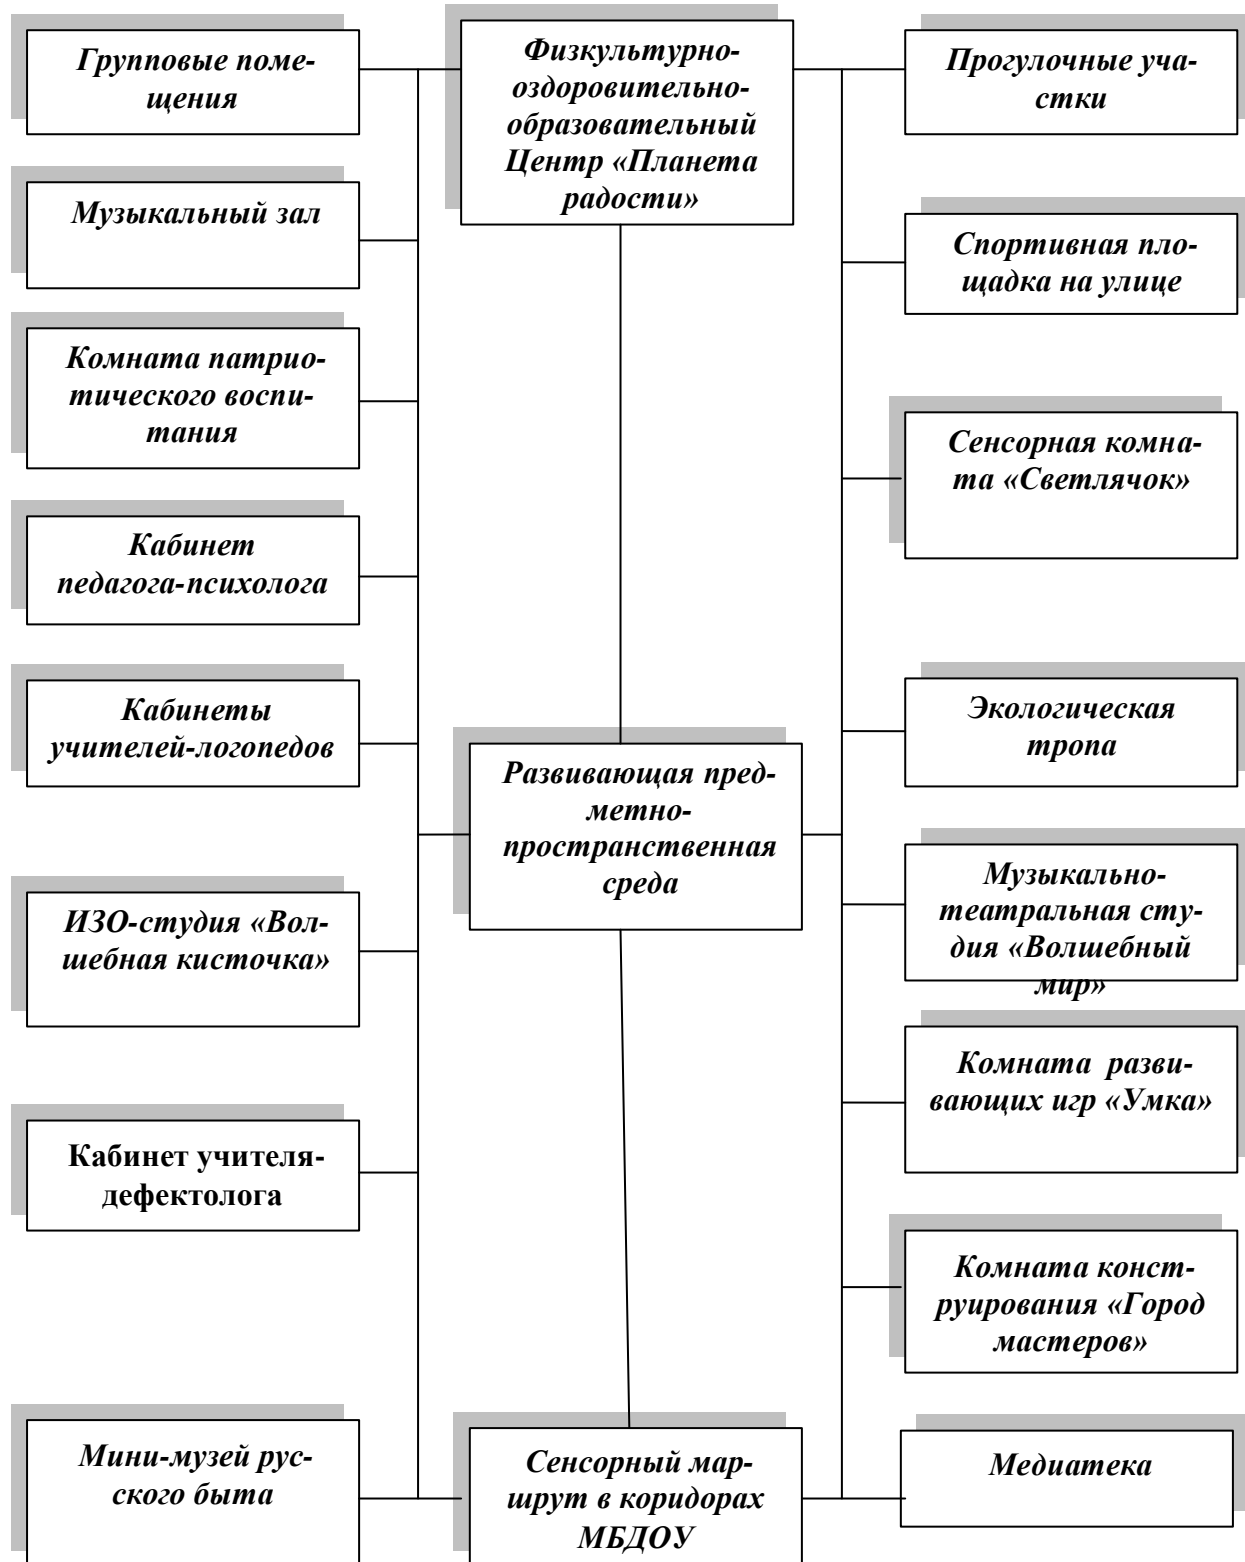 Групповые поме-
щения
Музыкальный зал
Комната патрио-
тического воспи-
тания
Кабинет
педагога-психолога
Кабинеты
учителей-логопедов
ИЗО-студия «Вол-
шебная кисточка»
Кабинет учителя-
дефектолога
Мини-музей рус-
ского быта
Физкультурно-
оздоровительно-
образовательный
Центр «Планета
радости»
Развивающая пред-
метно-
пространственная
среда
Сенсорный мар-
шрут в коридорах
МБДОУ
Прогулочные уча-
стки
Спортивная пло-
щадка на улице
Сенсорная комна-
та «Светлячок»
Экологическая
тропа
Музыкально-
театральная сту-
дия «Волшебный
мир»
Комната разви-
вающих игр «Умка»
Комната конст-
руирования «Город
мастеров»
Медиатека